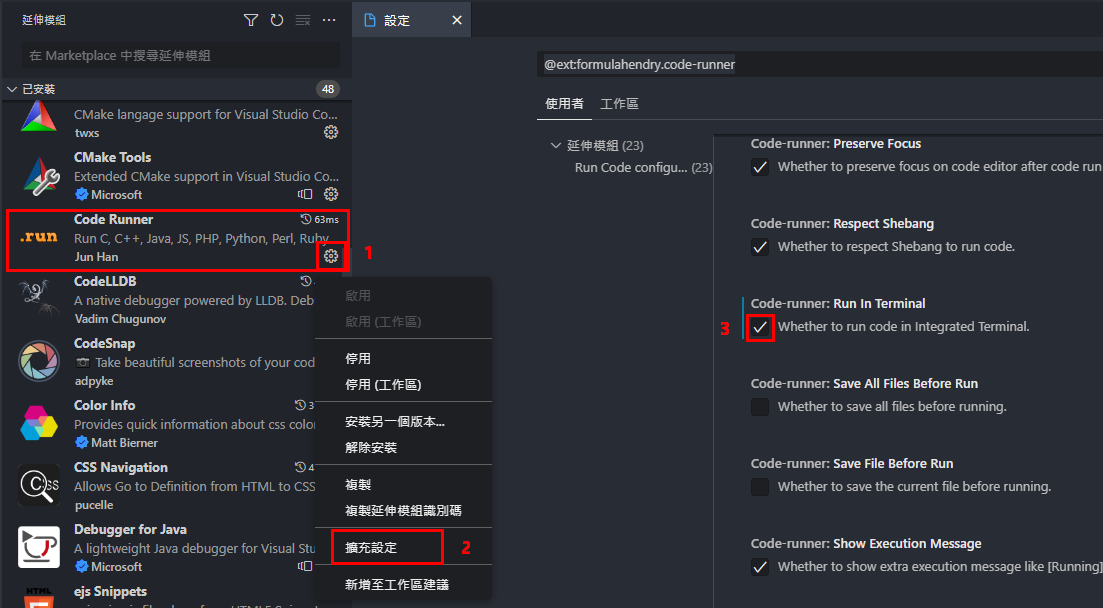 延伸模組
在 Marketplace 中搜尋延伸模組
已安裝
48
CMake langage support for Visual Studio Co...
twxs
CMake Tools
Extended CMake support in Visual Studio Co...
Microsoft
Code Runner
63ms
.run
Run C, C++, Java, JS, PHP, Python, Perl, Ruby
Jun Han
1
CodeLLDB
A native debugger powered by LLDB. Deb
Vadim Chugunov
CodeSnap
Take beautiful screenshots of your cod
adpyke
Color Info
3
Provides quick information about css color
Matt Bierner
CSS Navigation
4
CSS
Allows Go to Definition from HTML to CSS
pucelle
Debugger for Java
A lightweight Java debugger for Visual Stu
Microsoft
ejs Snippets
HTML
啟用
啟用 (工作區)
停用
停用 (工作區)
安裝另一個版本...
解除安裝
複製
複製延伸模組識別碼
擴充設定
2
新增至工作區建議
設定
@ext:formulahendry.code-runner
使用者
工作區
延伸模組 (23)
Run Code configu... (23)
Code-runner: Preserve Focus
Whether to preserve focus on code editor after code run
Code-runner: Respect Shebang
Whether to respect Shebang to run code.
Code-runner: Run In Terminal
3
Whether to run code in Integrated Terminal.
Code-runner: Save All Files Before Run
Whether to save all files before running.
Code-runner: Save File Before Run
Whether to save the current file before running.
Code-runner: Show Execution Message
Whether to show extra execution message like [Running]